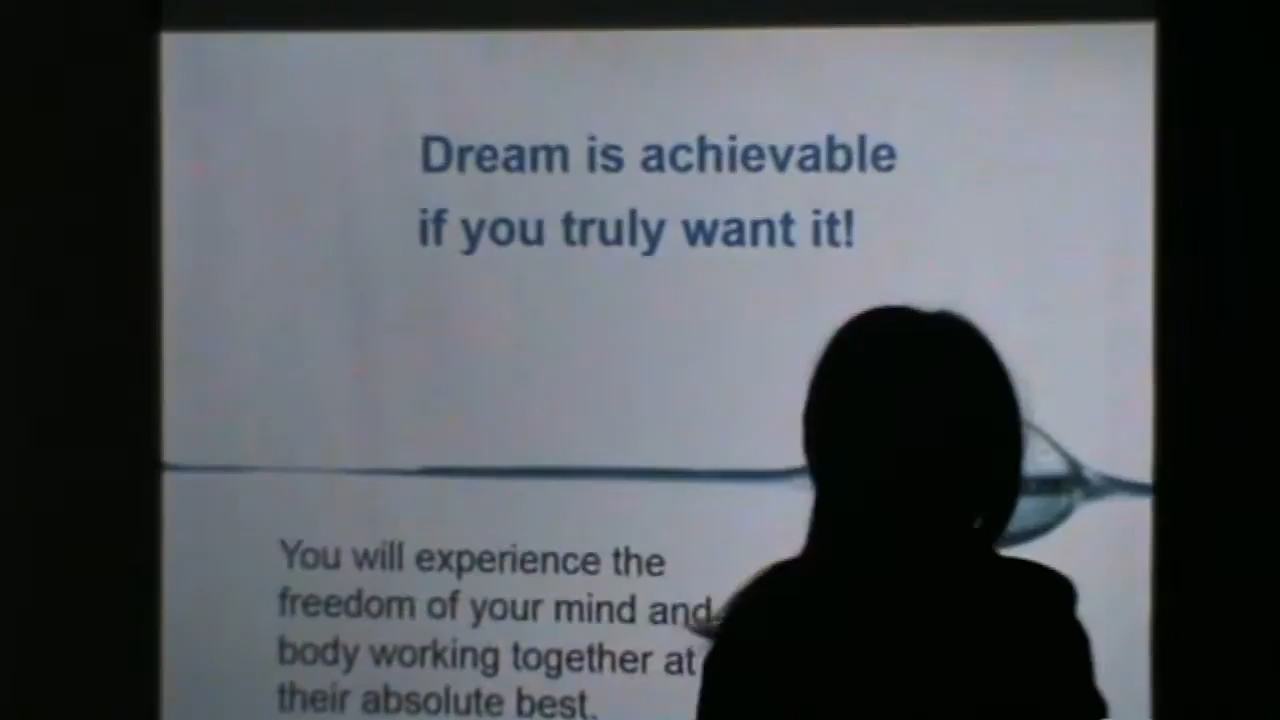 Dream is achievable
if you truly want it!
You will experience the
freedom of your mind and
body working together at
their absolute best.